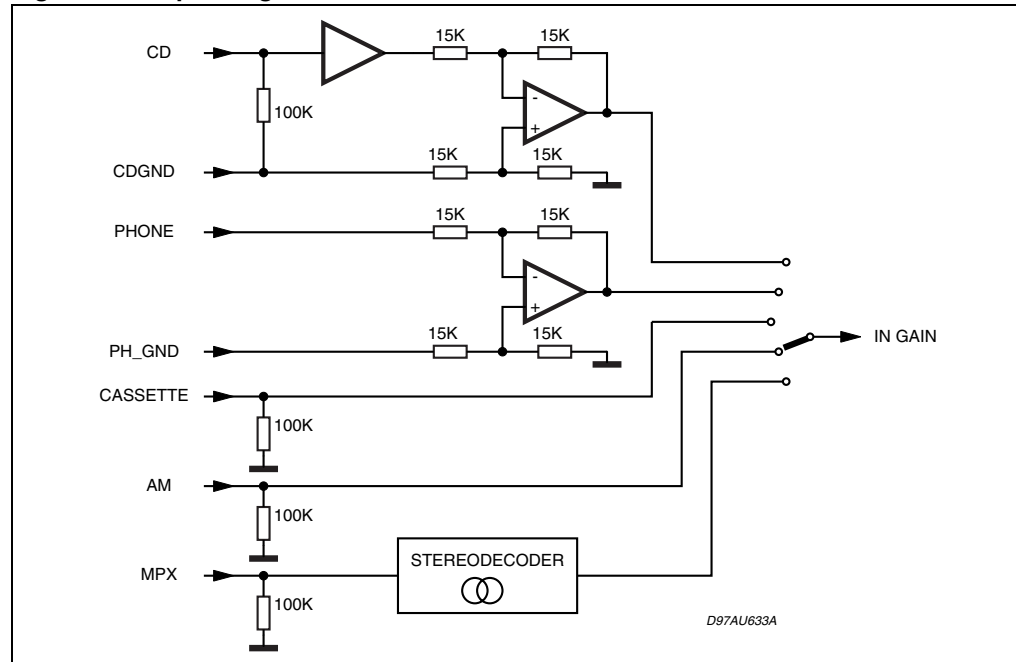 CD
15K
15K
100K
-
+
15K
15K
CDGND
15K
15K
PHONE
-
+
15K
15K
PH_GND
IN GAIN
CASSETTE
100K
AM
100K
STEREODECODER
MPX
100K
D97AU633A